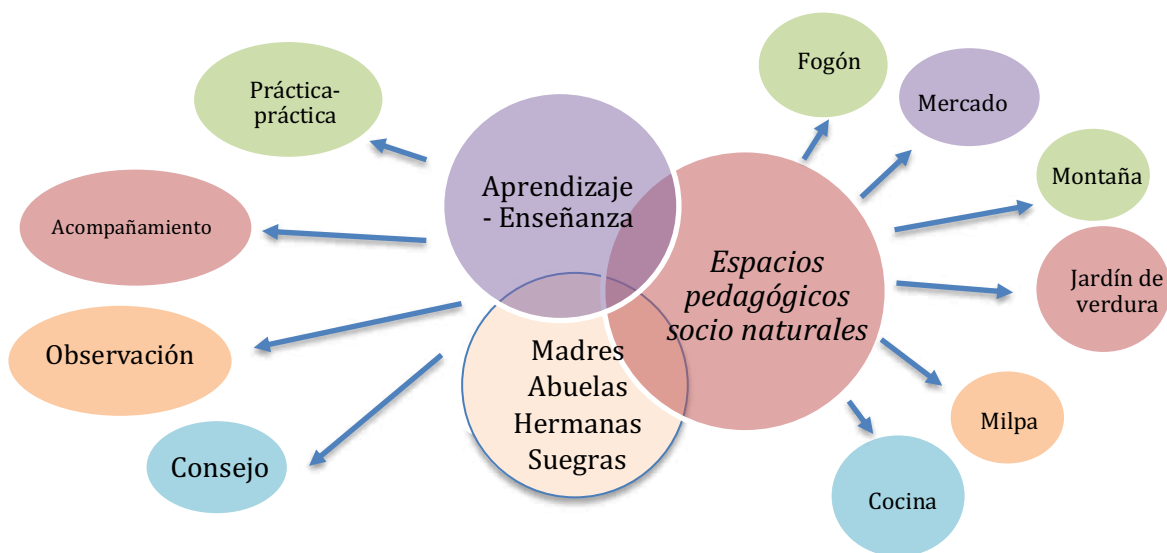 Práctica-
práctica
Acompañamiento
Observación
Consejo
Aprendizaje
- Enseñanza
Madres
Abuelas
Hermanas
Suegras
Espacios
pedagógicos
socio naturales
Fogón
Mercado
Montaña
Jardín de
verdura
Milpa
Cocina